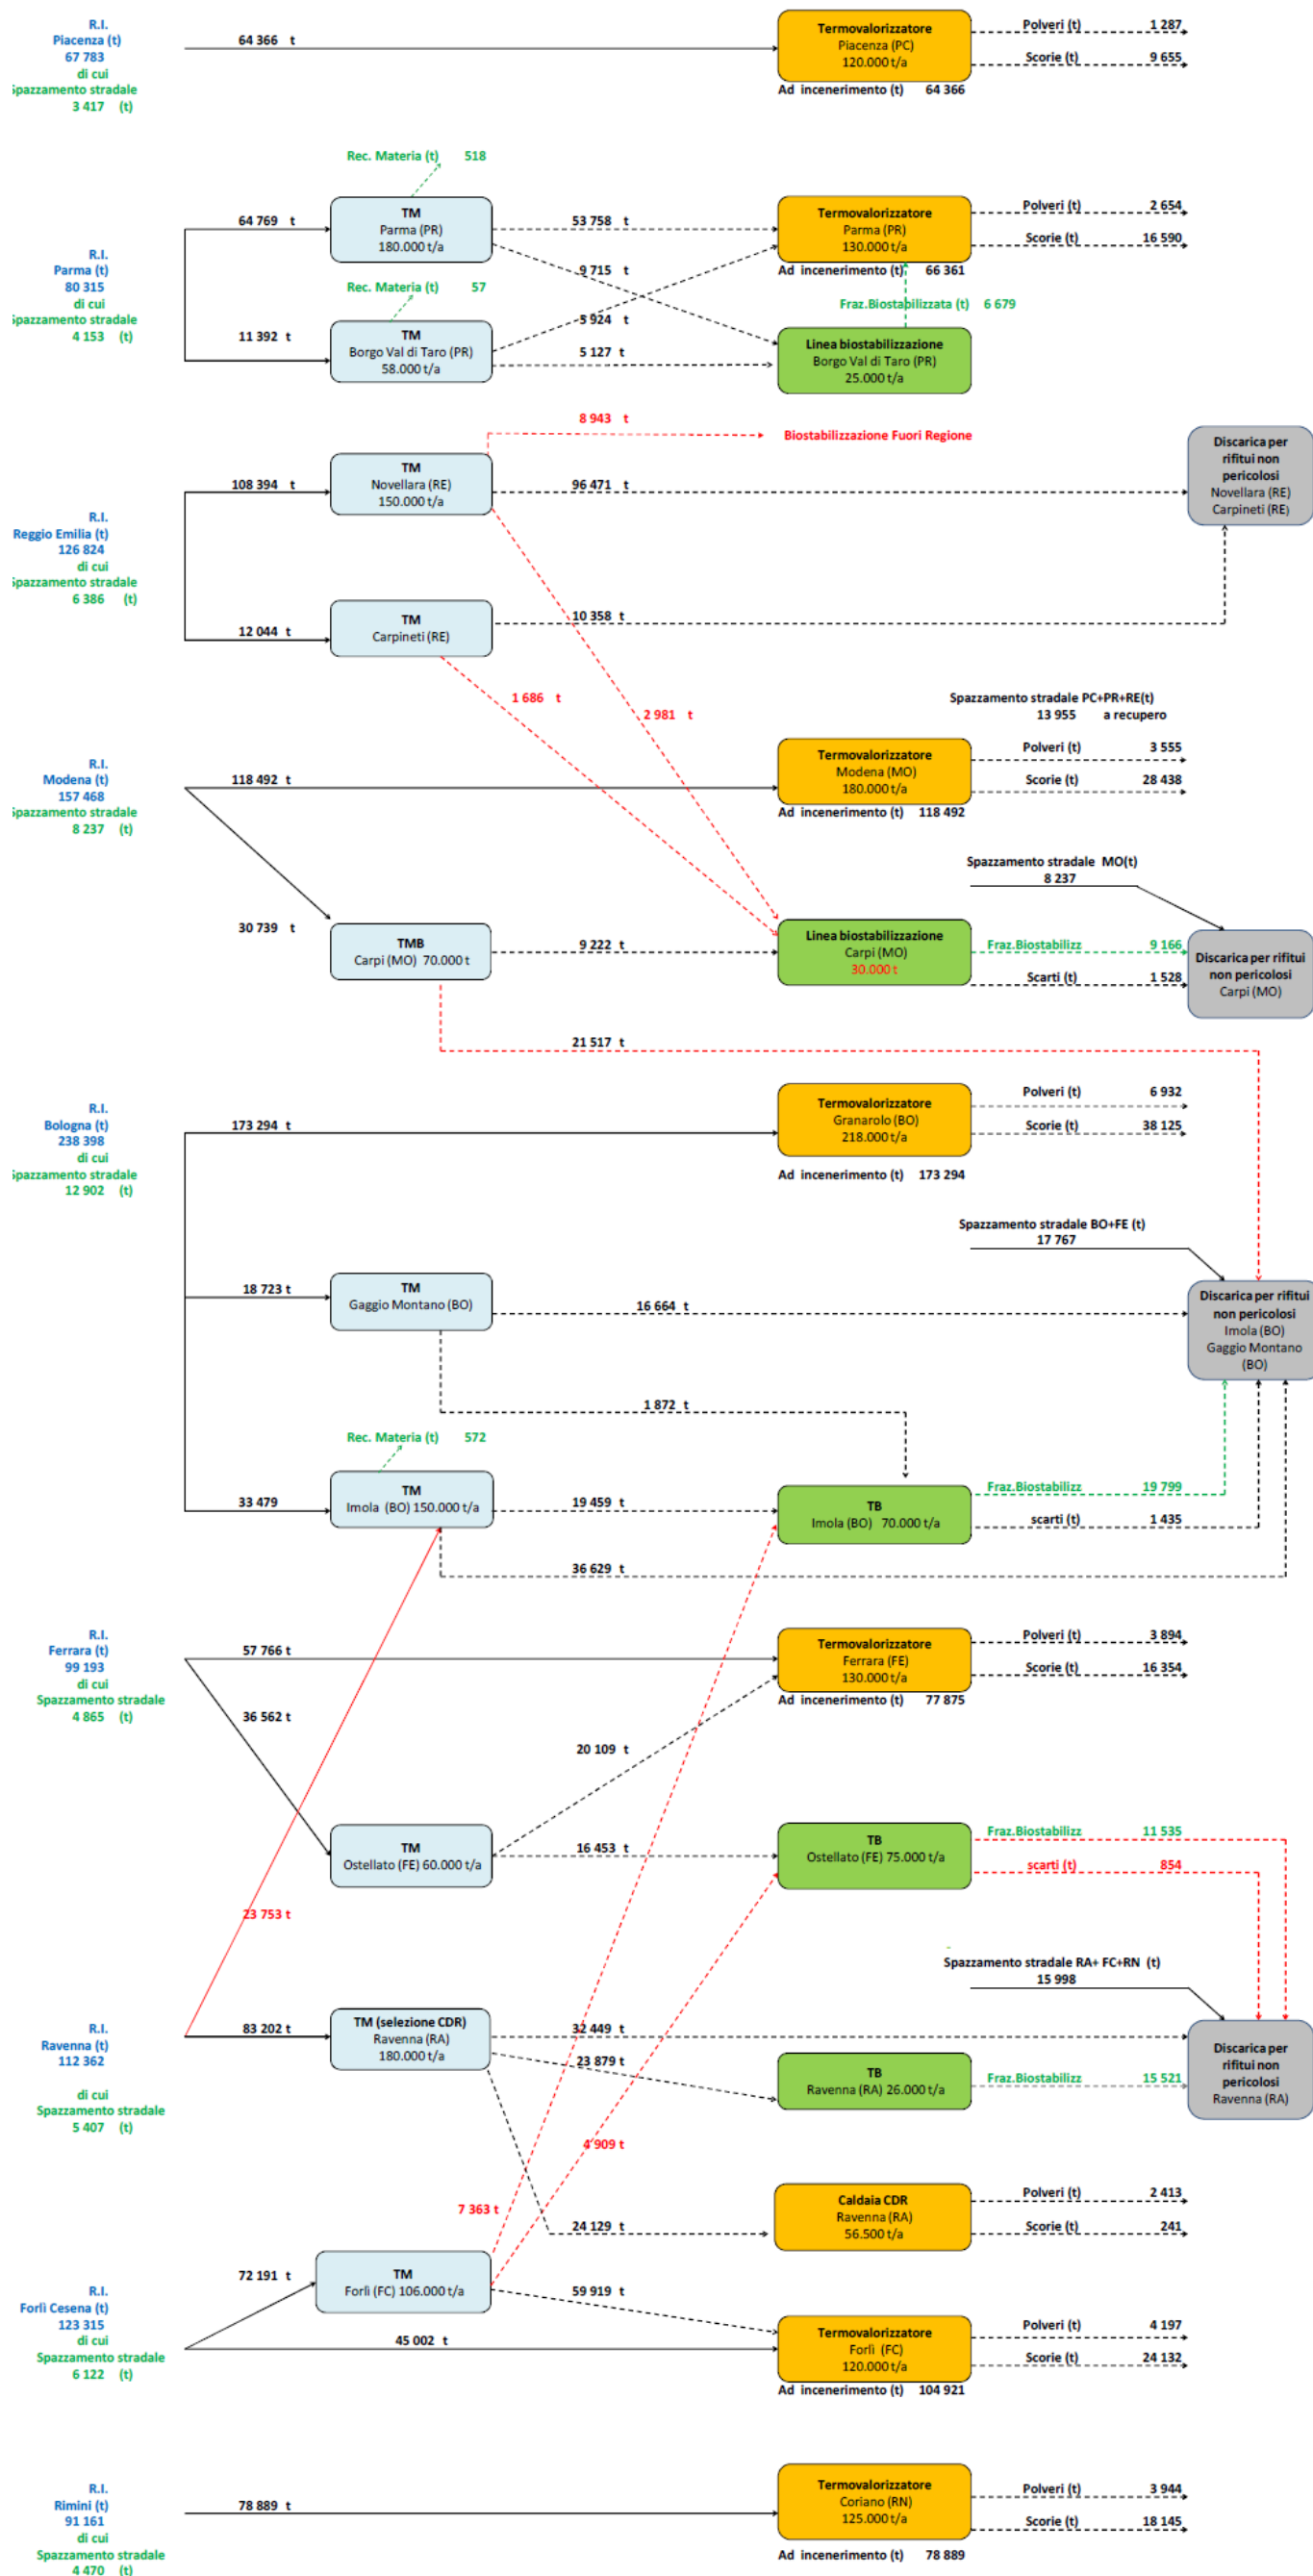 R.I.
Piacenza (t)
67 783
di cui
Spazzamento stradale
3 417 (t)
64 366 t
Termovalorizzatore
Piacenza (PC)
120.000 t/a
Ad incenerimento (t) 64 366
Polveri (t) 1 287
Scorie (t) 9 655
R.I.
Parma (t)
80 315
di cui
Spazzamento stradale
4 153 (t)
Rec. Materia (t) 518
64 769 t
TM
Parma (PR)
180.000 t/a
53 758 t
9 715 t
Rec. Materia (t) 57
11 392 t
TM
Borgo Val di Taro (PR)
58.000 t/a
5 924 t
5 127 t
Termovalorizzatore
Parma (PR)
130.000 t/a
Ad incenerimento (t) 66 361
Polveri (t) 2 654
Scorie (t) 16 590
Fraz.Biostabilizzata (t) 6 679
Linea biostabilizzazione
Borgo Val di Taro (PR)
25.000 t/a
R.I.
Reggio Emilia (t)
126 824
di cui
Spazzamento stradale
6 386 (t)
108 394 t
TM
Novellara (RE)
150.000 t/a
8 943 t
Biostabilizzazione Fuori Regione
96 471 t
Discarica per
rifitui non
pericolosi
Novellara (RE)
Carpineti (RE)
12 044 t
TM
Carpineti (RE)
10 358 t
1 686 t
2 981 t
Spazzamento stradale PC+PR+RE(t)
13 955 a recupero
R.I.
Modena (t)
157 468
Spazzamento stradale
8 237 (t)
118 492 t
Termovalorizzatore
Modena (MO)
180.000 t/a
Ad incenerimento (t) 118 492
Polveri (t) 3 555
Scorie (t) 28 438
30 739 t
TMB
Carpi (MO) 70.000 t
9 222 t
Linea biostabilizzazione
Carpi (MO)
30.000 t
Spazzamento stradale MO(t)
8 237
Fraz.Biostabilizz 9 166
Scarti (t) 1 528
Discarica per rifitui
non pericolosi
Carpi (MO)
21 517 t
R.I.
Bologna (t)
238 398
di cui
Spazzamento stradale
12 902 (t)
173 294 t
Termovalorizzatore
Granarolo (BO)
218.000 t/a
Ad incenerimento (t) 173 294
Polveri (t) 6 932
Scorie (t) 38 125
Spazzamento stradale BO+FE (t)
17 767
18 723 t
TM
Gaggio Montano (BO)
16 664 t
Discarica per rifitui
non pericolosi
Imola (BO)
Gaggio Montano
(BO)
1 872 t
Rec. Materia (t) 572
33 479
TM
Imola (BO) 150.000 t/a
19 459 t
TB
Imola (BO) 70.000 t/a
Fraz.Biostabilizz 19 799
scarti (t) 1 435
36 629 t
R.I.
Ferrara (t)
99 193
di cui
Spazzamento stradale
4 865 (t)
57 766 t
Termovalorizzatore
Ferrara (FE)
130.000 t/a
Ad incenerimento (t) 77 875
Polveri (t) 3 894
Scorie (t) 16 354
36 562 t
20 109 t
TM
Ostellato (FE) 60.000 t/a
16 453 t
TB
Ostellato (FE) 75.000 t/a
Fraz.Biostabilizz 11 535
scarti (t) 854
23 753 t
Spazzamento stradale RA+ FC+RN (t)
15 998
R.I.
Ravenna (t)
112 362
di cui
Spazzamento stradale
5 407 (t)
83 202 t
TM (selezione CDR)
Ravenna (RA)
180.000 t/a
32 449 t
23 879 t
TB
Ravenna (RA) 26.000 t/a
Fraz.Biostabilizz 15 521
Discarica per
rifitui non
pericolosi
Ravenna (RA)
4 909 t
7 363 t
24 129 t
Caldaia CDR
Ravenna (RA)
56.500 t/a
Polveri (t) 2 413
Scorie (t) 241
R.I.
Forlì Cesena (t)
123 315
di cui
Spazzamento stradale
6 122 (t)
72 191 t
TM
Forlì (FC) 106.000 t/a
59 919 t
45 002 t
Termovalorizzatore
Forlì (FC)
120.000 t/a
Ad incenerimento (t) 104 921
Polveri (t) 4 197
Scorie (t) 24 132
R.I.
Rimini (t)
91 161
di cui
Spazzamento stradale
4 470 (t)
78 889 t
Termovalorizzatore
Coriano (RN)
125.000 t/a
Ad incenerimento (t) 78 889
Polveri (t) 3 944
Scorie (t) 18 145